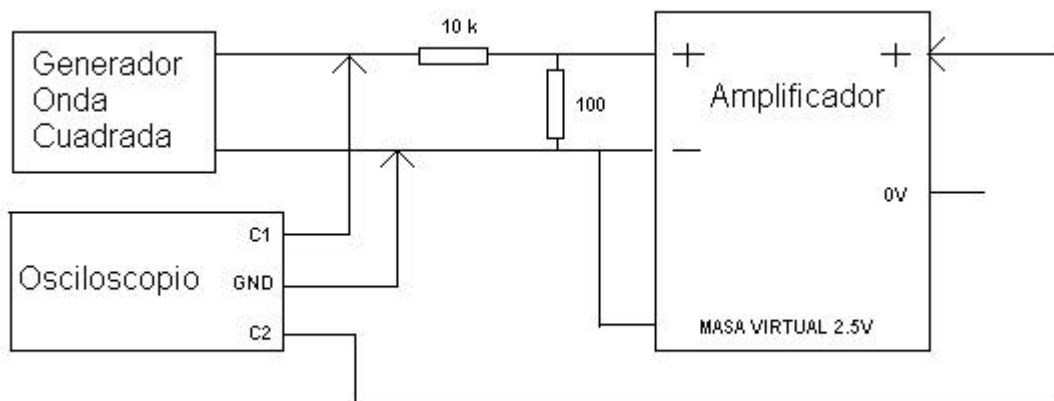 Generador
Onda
Cuadrada
10 k
100
+
+
Amplificador
−
0V
MASA VIRTUAL 2.5V
Osciloscopio
C1
GND
C2